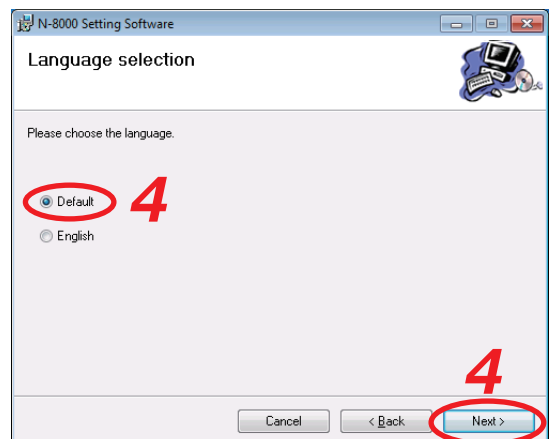 N-8000 Setting Software
Language selection
Please choose the language.
Default
4
English
4
Cancel
< Back
Next >